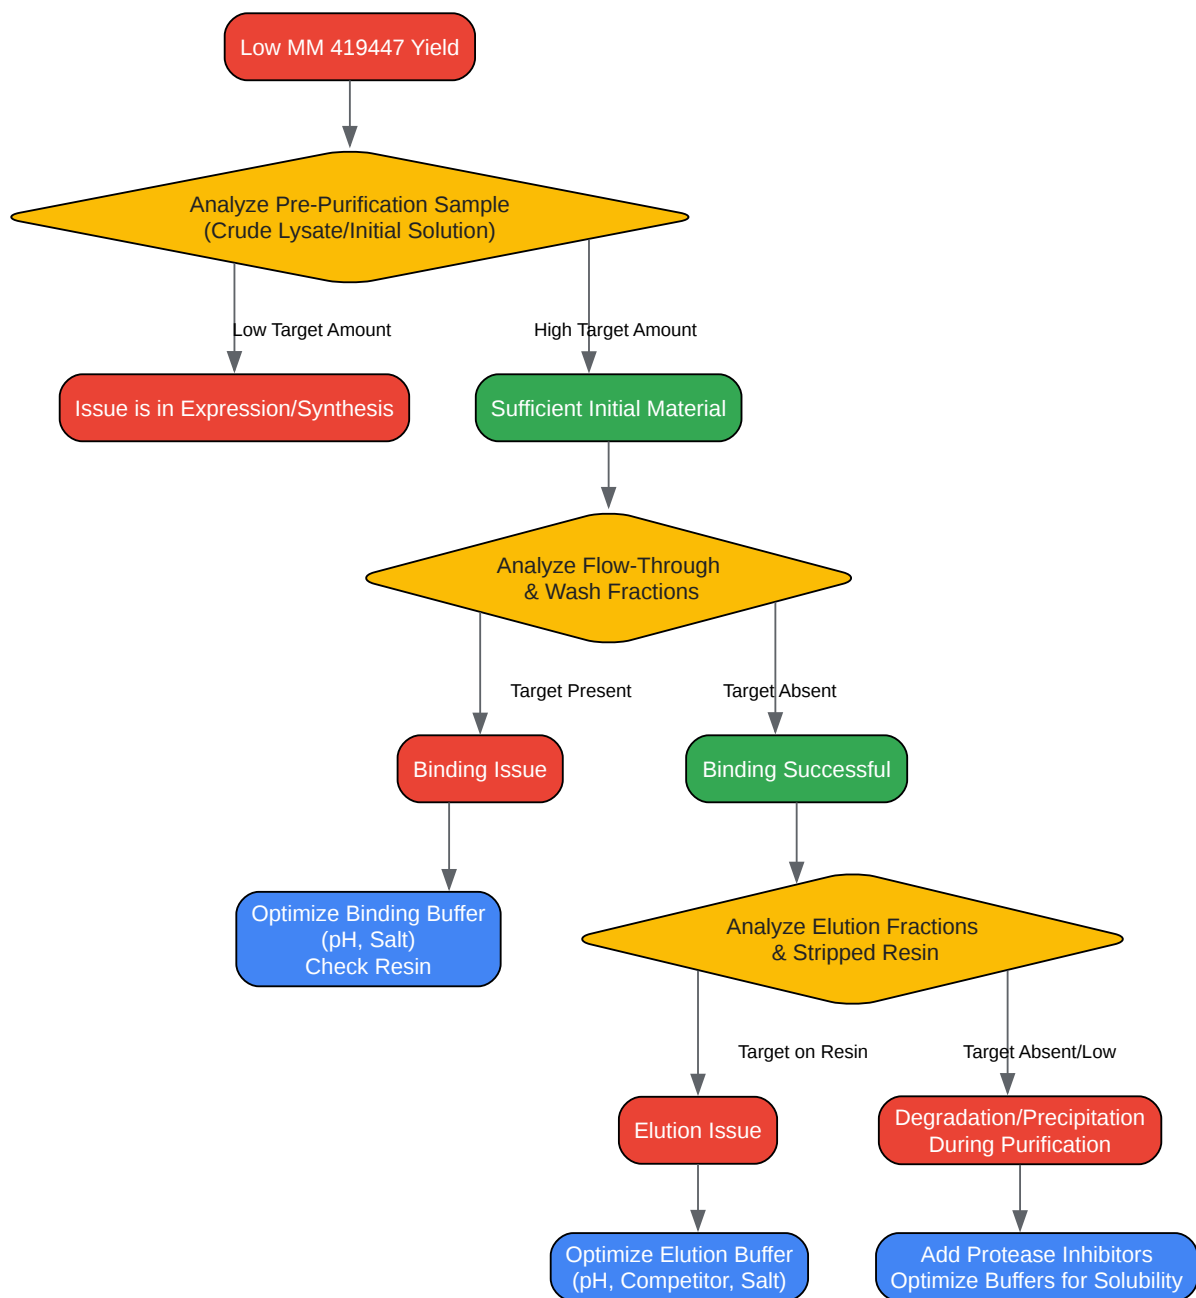 Low MM 419447 Yield
Analyze Pre-Purification Sample
(Crude Lysate/Initial Solution)
Low Target Amount
High Target Amount
Issue is in Expression/Synthesis
Sufficient Initial Material
Analyze Flow-Through
& Wash Fractions
Target Present
Target Absent
Binding Issue
Binding Successful
Optimize Binding Buffer
(pH, Salt)
Check Resin
Analyze Elution Fractions
& Stripped Resin
Target on Resin
Target Absent/Low
Elution Issue
Degradation/Precipitation
During Purification
Optimize Elution Buffer
(pH, Competitor, Salt)
Add Protease Inhibitors
Optimize Buffers for Solubility